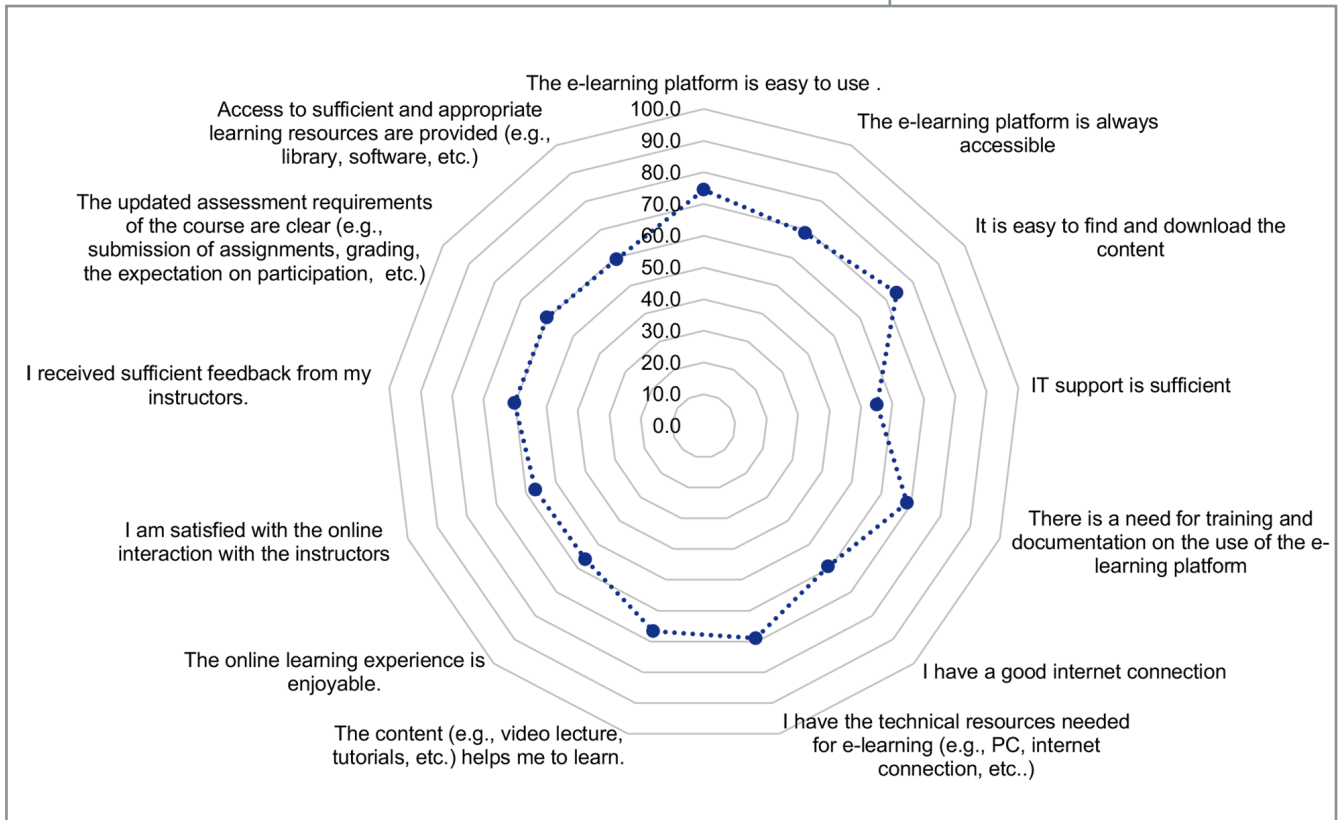 The e-learning platform is easy to use .
The e-learning platform is always
accessible
It is easy to find and download the
content
IT support is sufficient
There is a need for training and
documentation on the use of the e-
learning platform
I have a good internet connection
I have the technical resources needed
for e-learning (e.g., PC, internet
connection, etc..)
The content (e.g., video lecture,
tutorials, etc.) helps me to learn.
The online learning experience is
enjoyable.
I am satisfied with the online
interaction with the instructors
I received sufficient feedback from my
instructors.
The updated assessment requirements
of the course are clear (e.g.,
submission of assignments, grading,
the expectation on participation,  etc.)
Access to sufficient and appropriate
learning resources are provided (e.g.,
library, software, etc.)
100.0
90.0
80.0
70.0
60.0
50.0
40.0
30.0
20.0
10.0
0.0